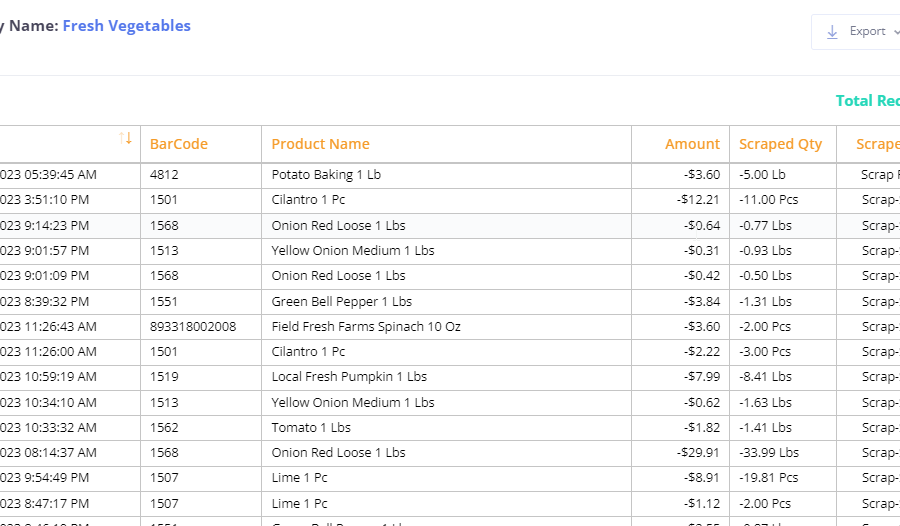 y Name: Fresh Vegetables
Export
Total Rec
BarCode Product Name Amount Scraped Qty Scrape
023 05:39:45 AM 4812 Potato Baking 1 Lb -$3.60 -5.00 Lb Scrap
023 3:51:10 PM 1501 Cilantro 1 Pc -$12.21 -11.00 Pcs Scrap-
023 9:14:23 PM 1568 Onion Red Loose 1 Lbs -$0.64 -0.77 Lbs Scrap-
023 9:01:57 PM 1513 Yellow Onion Medium 1 Lbs -$0.31 -0.93 Lbs Scrap-
023 9:01:09 PM 1568 Onion Red Loose 1 Lbs -$0.42 -0.50 Lbs Scrap-
023 8:39:32 PM 1551 Green Bell Pepper 1 Lbs -$3.84 -1.31 Lbs Scrap-
023 11:26:43 AM 893318002008 Field Fresh Farms Spinach 10 Oz -$3.60 -2.00 Pcs Scrap-
023 11:26:00 AM 1501 Cilantro 1 Pc -$2.22 -3.00 Pcs Scrap-
023 10:59:19 AM 1519 Local Fresh Pumpkin 1 Lbs -$7.99 -8.41 Lbs Scrap-
023 10:34:10 AM 1513 Yellow Onion Medium 1 Lbs -$0.62 -1.63 Lbs Scrap-
023 10:33:32 AM 1562 Tomato 1 Lbs -$1.82 -1.41 Lbs Scrap-
023 08:14:37 AM 1568 Onion Red Loose 1 Lbs -$29.91 -33.99 Lbs Scrap-
023 9:54:49 PM 1507 Lime 1 Pc -$8.91 -19.81 Pcs Scrap-
023 8:47:17 PM 1507 Lime 1 Pc -$1.12 -2.00 Pcs Scrap-